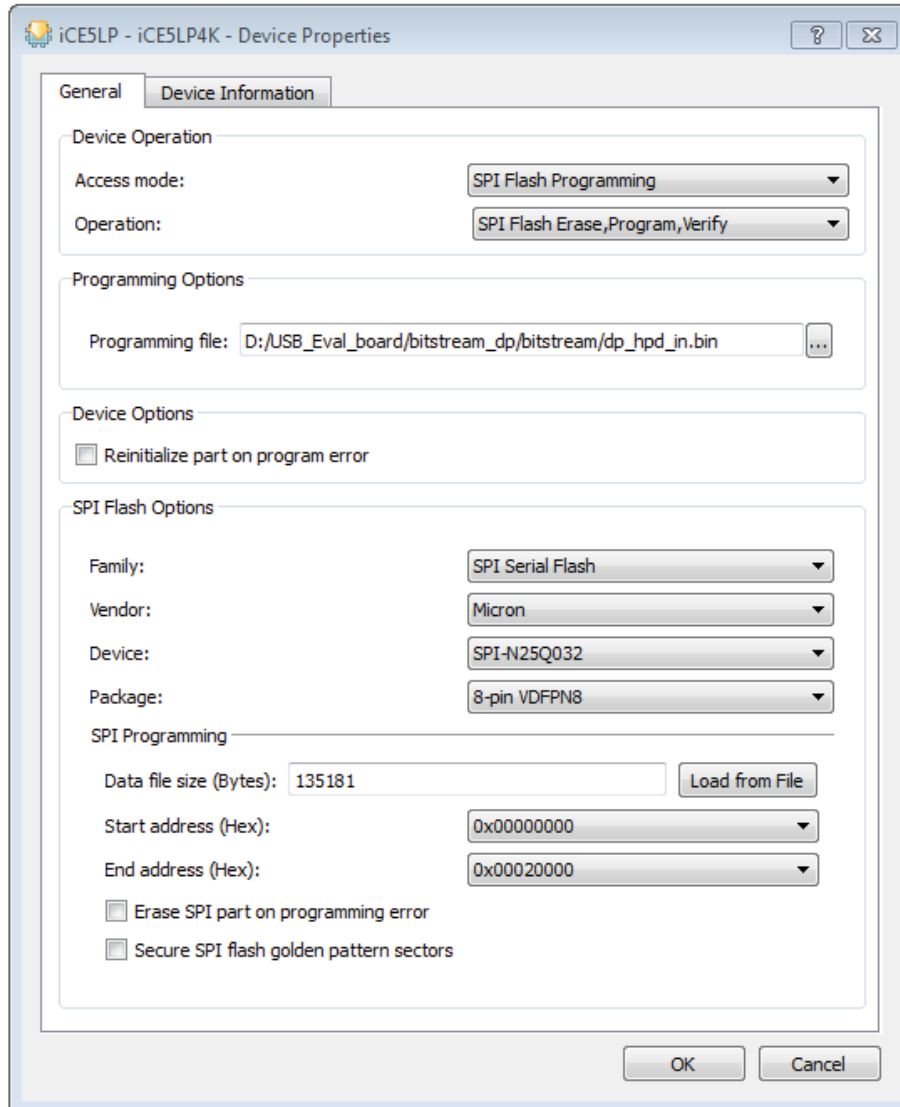 iCE5LP - iCE5LP4K - Device Properties
General Device Information
Device Operation
Access mode: SPI Flash Programming
Operation: SPI Flash Erase,Program,Verify
Programming Options
Programming file: D:/USB_Eval_board/bitstream_dp/bitstream/dp_hpd_in.bin ...
Device Options
Reinitialize part on program error
SPI Flash Options
Family: SPI Serial Flash
Vendor: Micron
Device: SPI-N25Q032
Package: 8-pin VDFPN8
SPI Programming
Data file size (Bytes): 135181 Load from File
Start address (Hex): 0x00000000
End address (Hex): 0x00020000
Erase SPI part on programming error
Secure SPI flash golden pattern sectors
OK Cancel